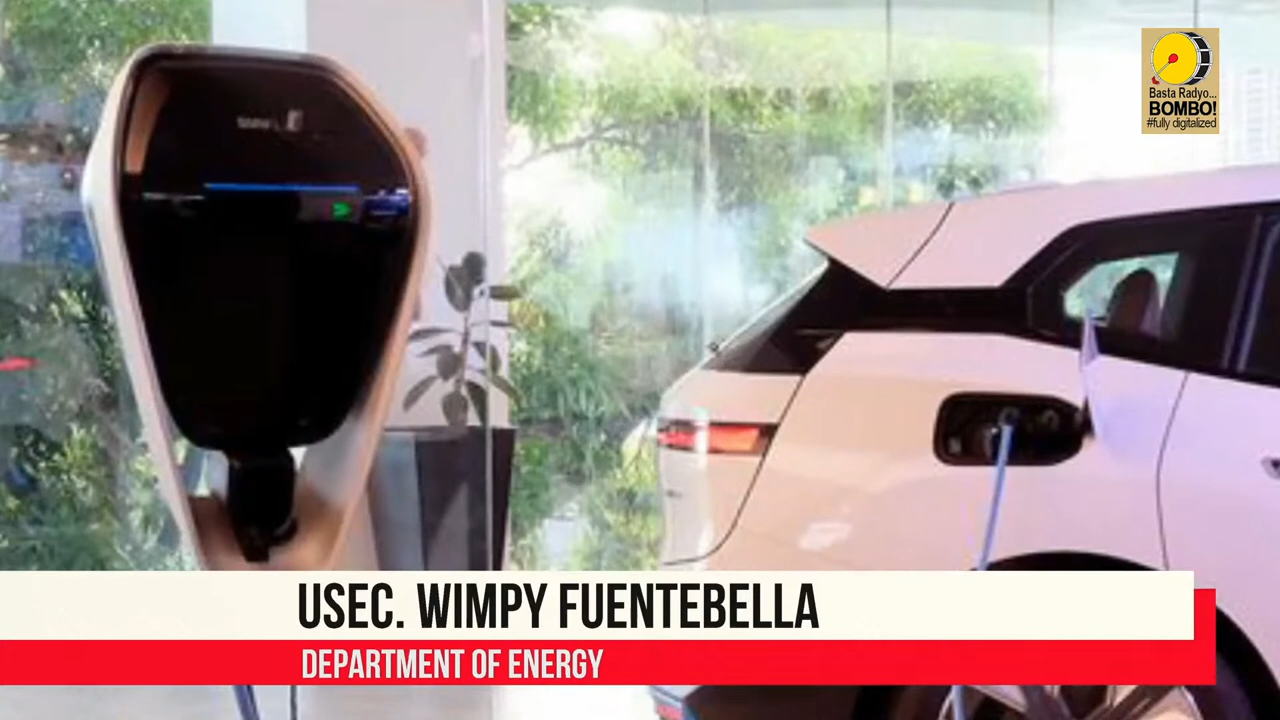 Basta Radyo...
BOMBO!
#fully digitalized
USEC. WIMPY FUENTEBELLA
DEPARTMENT OF ENERGY